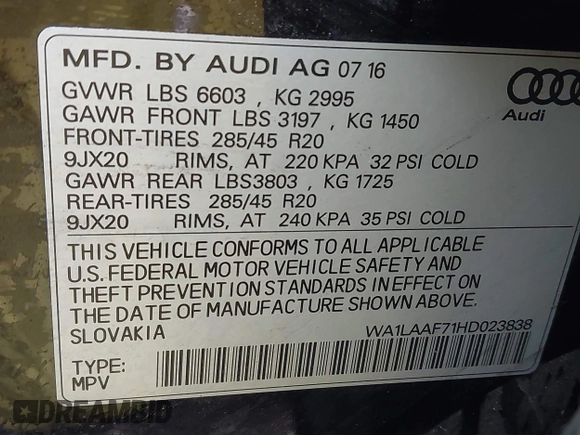 MFD. BY AUDI AG 07 16
GVWR LBS 6603 , KG 2995
GAWR FRONT LBS 3197 , KG 1450
FRONT-TIRES 285/45 R20
9JX20 RIMS, AT 220 KPA 32 PSI COLD
GAWR REAR LBS3803 , KG 1725
REAR-TIRES 285/45 R20
9JX20 RIMS, AT 240 KPA 35 PSI COLD
Audi
THIS VEHICLE CONFORMS TO ALL APPLICABLE
U.S. FEDERAL MOTOR VEHICLE SAFETY AND
THEFT PREVENTION STANDARDS IN EFFECT ON
THE DATE OF MANUFACTURE SHOWN ABOVE.
SLOVAKIA
WA1LAAF71HD023838
TYPE:
MPV
DREAMBID